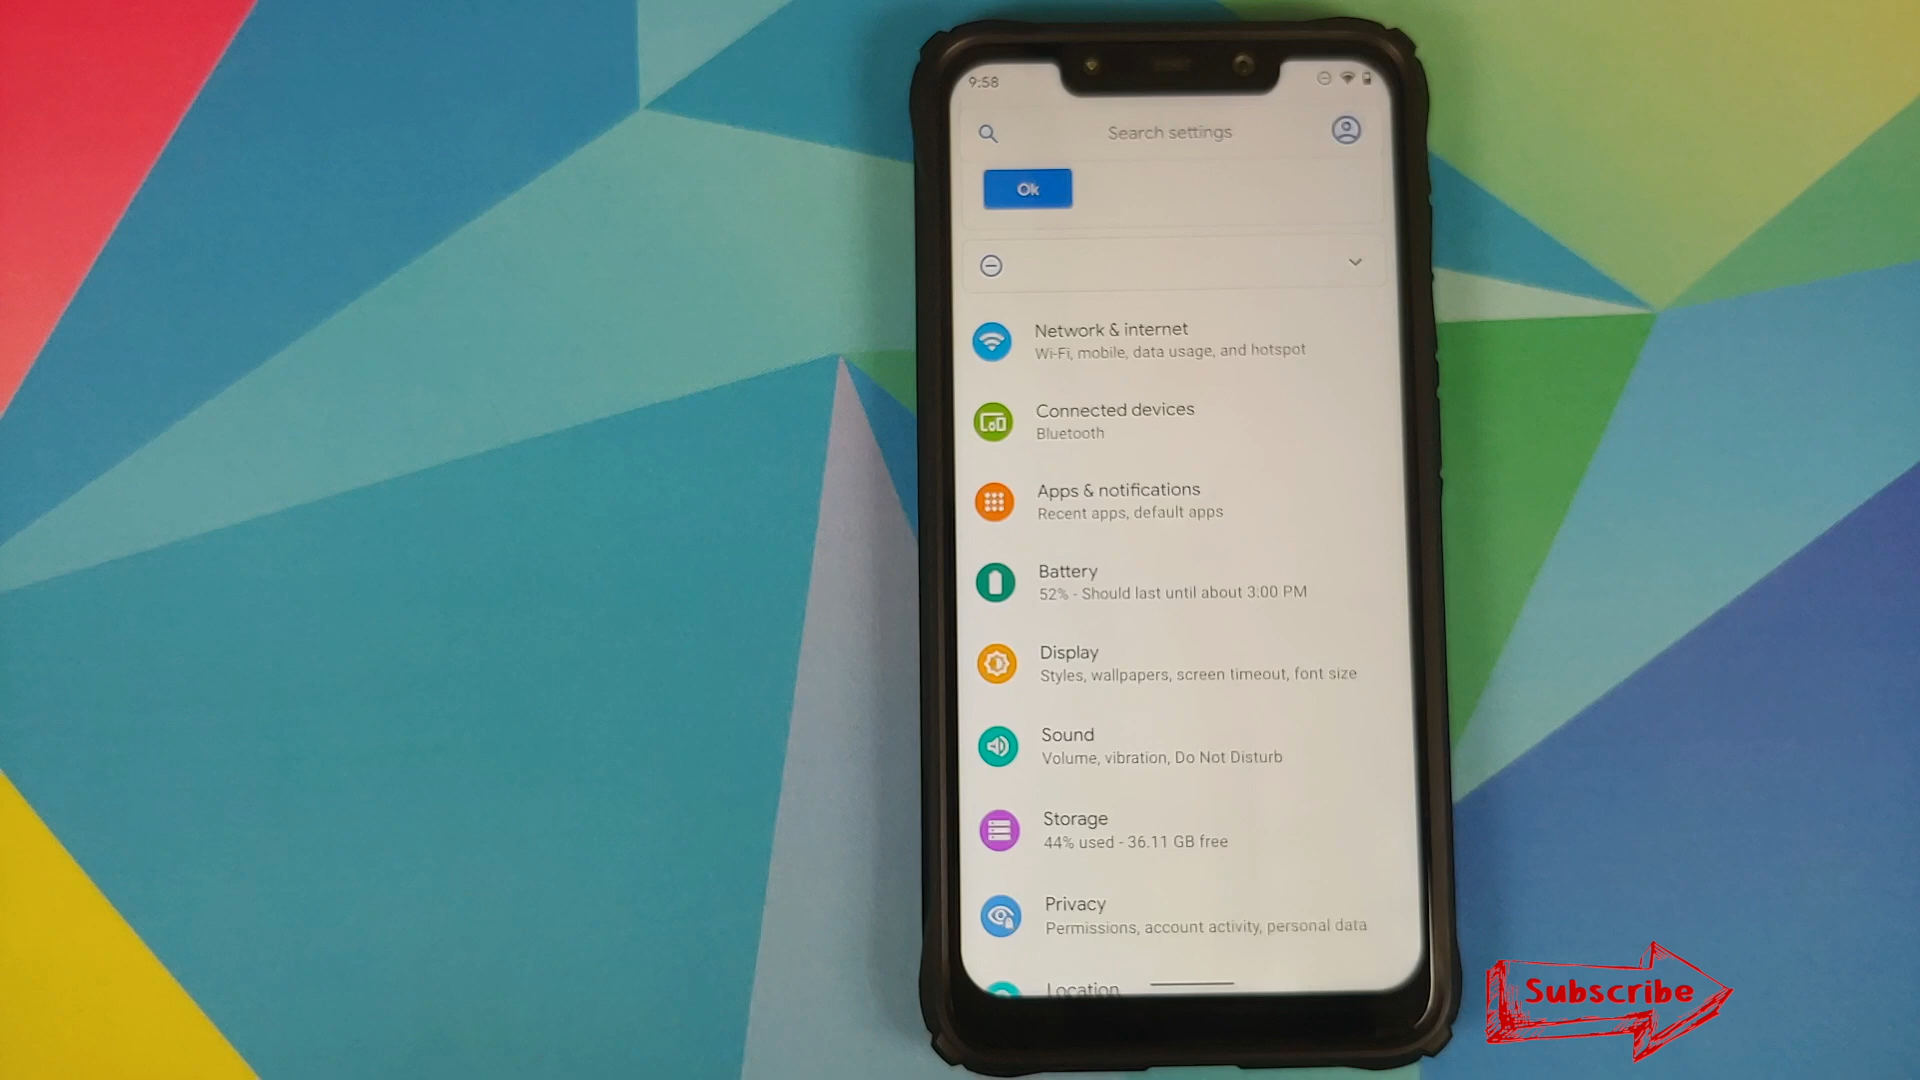 9:58
Search settings
Ok
Network & internet
Wi-Fi, mobile, data usage, and hotspot
Connected devices
Bluetooth
Apps & notifications
Recent apps, default apps
Battery
52% - Should last until about 3:00 PM
Display
Styles, wallpapers, screen timeout, font size
Sound
Volume, vibration, Do Not Disturb
Storage
44% used - 36.11 GB free
Privacy
Permissions, account activity, personal data
Location
Subscribe